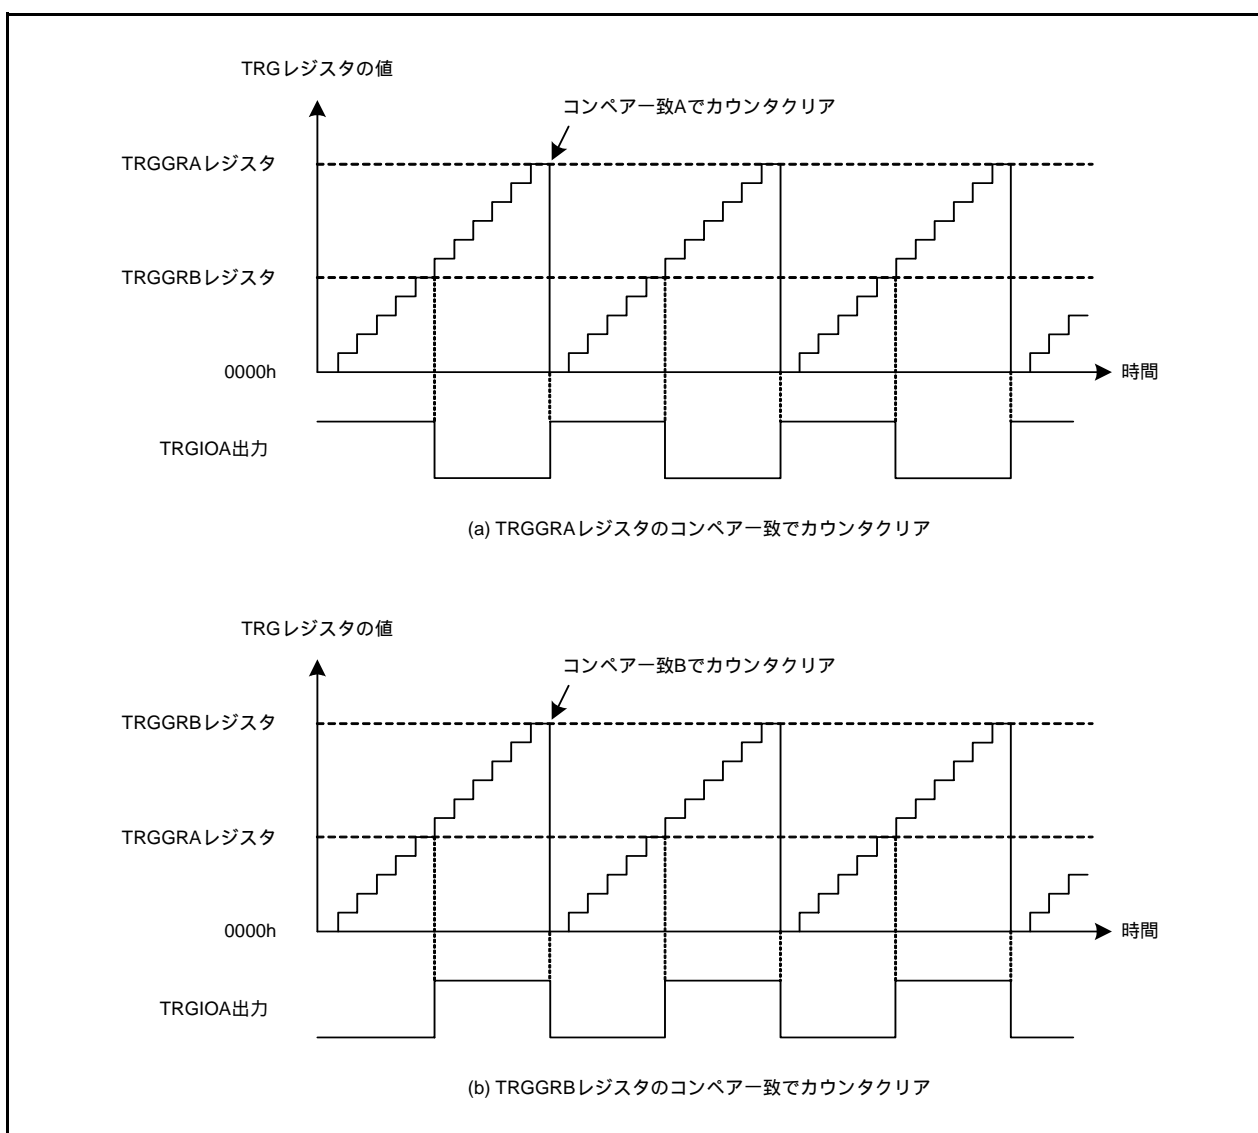 TRGレジスタの値
コンペア一致Aでカウンタクリア
TRGGRAレジスタ
TRGGRBレジスタ
0000h
時間
TRGIOA出力
(a) TRGGRAレジスタのコンペア一致でカウンタクリア
TRGレジスタの値
コンペア一致Bでカウンタクリア
TRGGRBレジスタ
TRGGRAレジスタ
0000h
時間
TRGIOA出力
(b) TRGGRBレジスタのコンペア一致でカウンタクリア